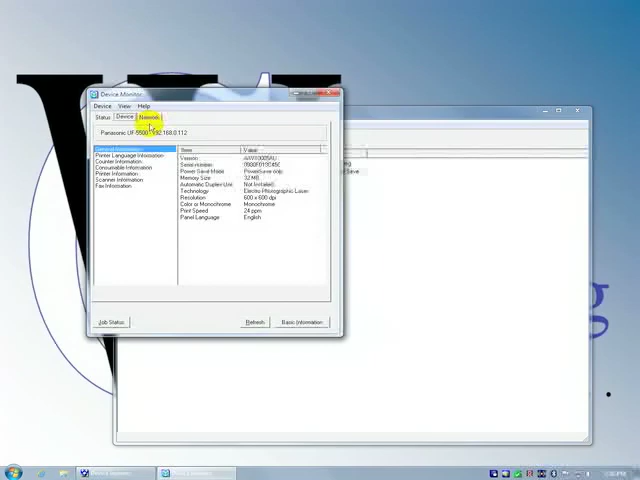 Device Monitor
Device View Help
Status Device Network
Panasonic UF-5500 : 192.168.0.112
General Information
Printer Language Information
Counter Information
Consumable Information
Printer Information
Scanner Information
Fax Information
Item Value
Version
Serial number
Power Save Mode PowerSave only
Memory Size 32 MB
Automatic Duplex Unit Not Installed
Technology Electro Photographic Laser
Resolution 600 x 600 dpi
Color or Monochrome Monochrome
Print Speed 24 ppm
Panel Language English
Job Status Refresh Basic Information
Save
g.